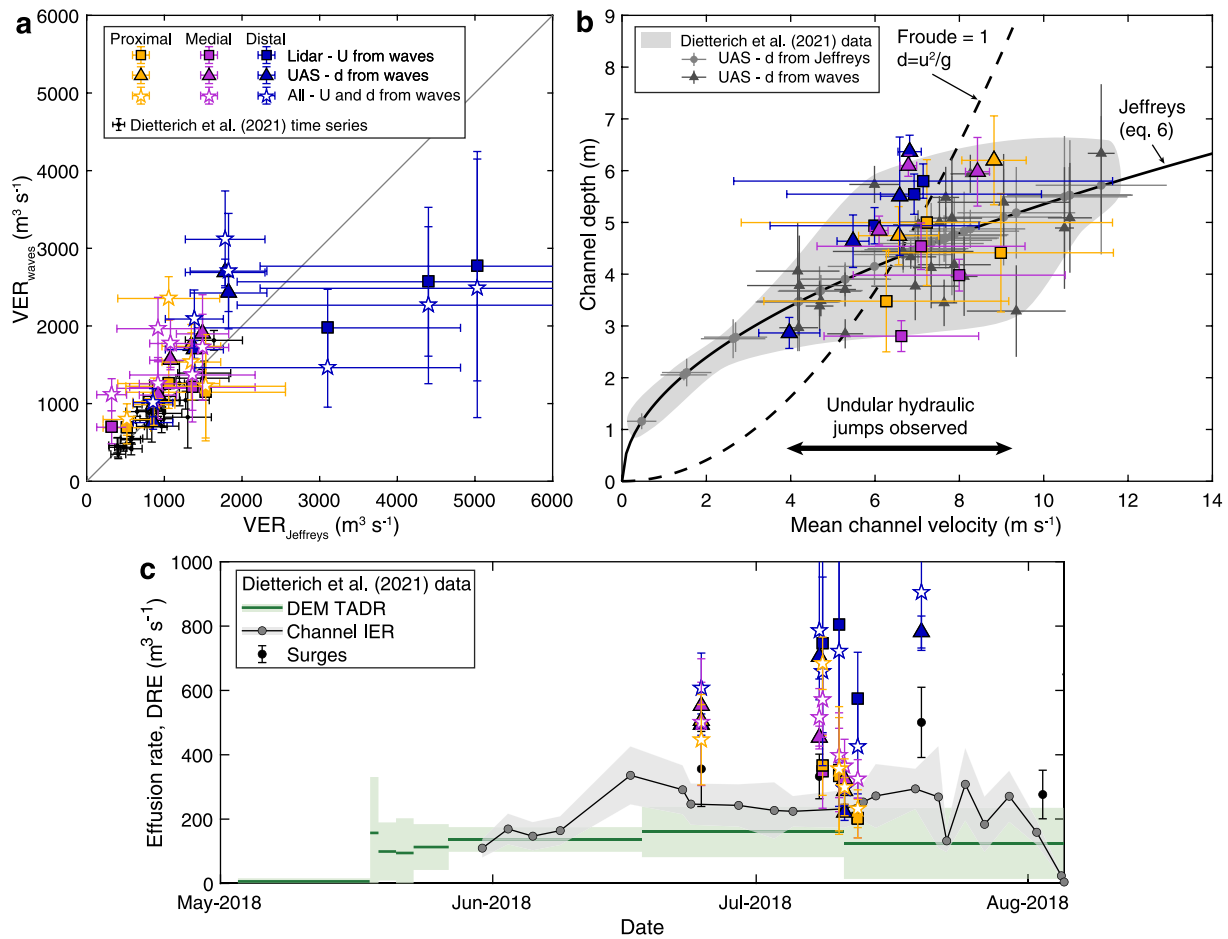 a
6000
5000
4000
3000
2000
1000
0
VERwaves (m³ s⁻¹)
Proximal Medial Distal
Lidar - U from waves
UAS - d from waves
All - U and d from waves
Dietterich et al. (2021) time series
0 1000 2000 3000 4000 5000 6000
VERJeffreys (m³ s⁻¹)
b
9
8
7
6
5
4
3
2
1
0
Channel depth (m)
Dietterich et al. (2021) data
UAS - d from Jeffreys
UAS - d from waves
Froude = 1
d=u²/g
Jeffreys
(eq. 6)
Undular hydraulic
jumps observed
0 2 4 6 8 10 12 14
Mean channel velocity (m s⁻¹)
c
1000
800
600
400
200
0
Effusion rate, DRE (m³ s⁻¹)
Dietterich et al. (2021) data
DEM TADR
Channel IER
Surges
May-2018 Jun-2018 Jul-2018 Aug-2018
Date